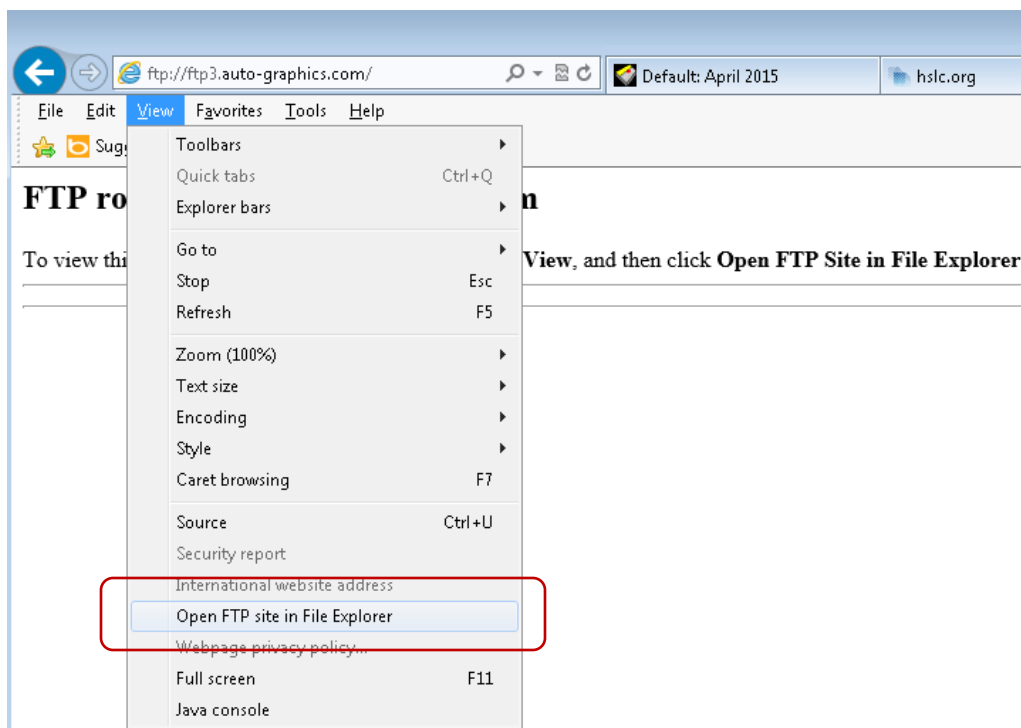 ftp://ftp3.auto-graphics.com/
Default: April 2015
hslc.org
File Edit View Favorites Tools Help
Toolbars
Quick tabs Ctrl+Q
Explorer bars
Go to
Stop Esc
Refresh F5
Zoom (100%)
Text size
Encoding
Style
Caret browsing F7
Source Ctrl+U
Security report
International website address
Open FTP site in File Explorer
Webpage privacy policy...
Full screen F11
Java console
FTP
To view
View, and then click Open FTP Site in File Explorer